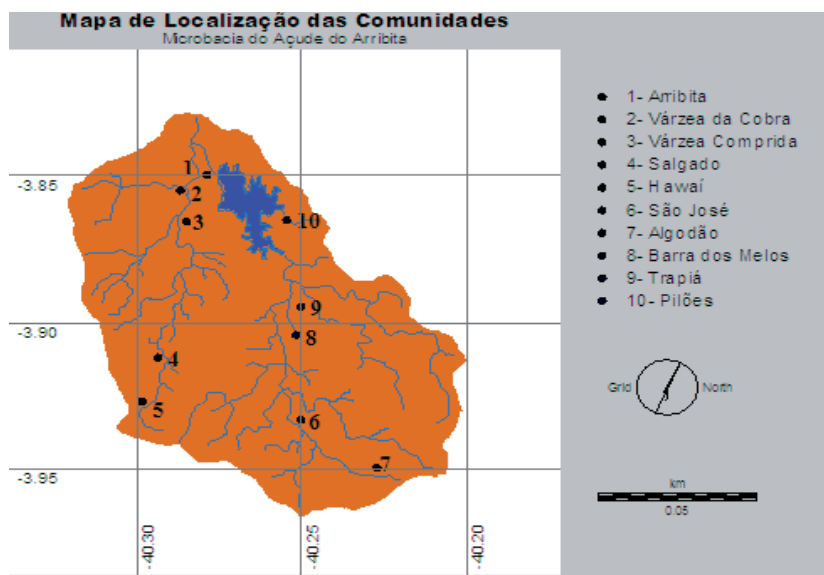 Mapa de Localização das Comunidades
Microbacia do Açude do Arribita
1- Arribita
2- Várzea da Cobra
3- Várzea Comprida
4- Salgado
5- Hawaí
6- São José
7- Algodão
8- Barra dos Melos
9- Trapiá
10- Pilões
-3.85
-3.90
-3.95
-40.30
-40.25
-40.20
1
2
3
10
9
8
4
5
6
7
Grid North
km
0.05